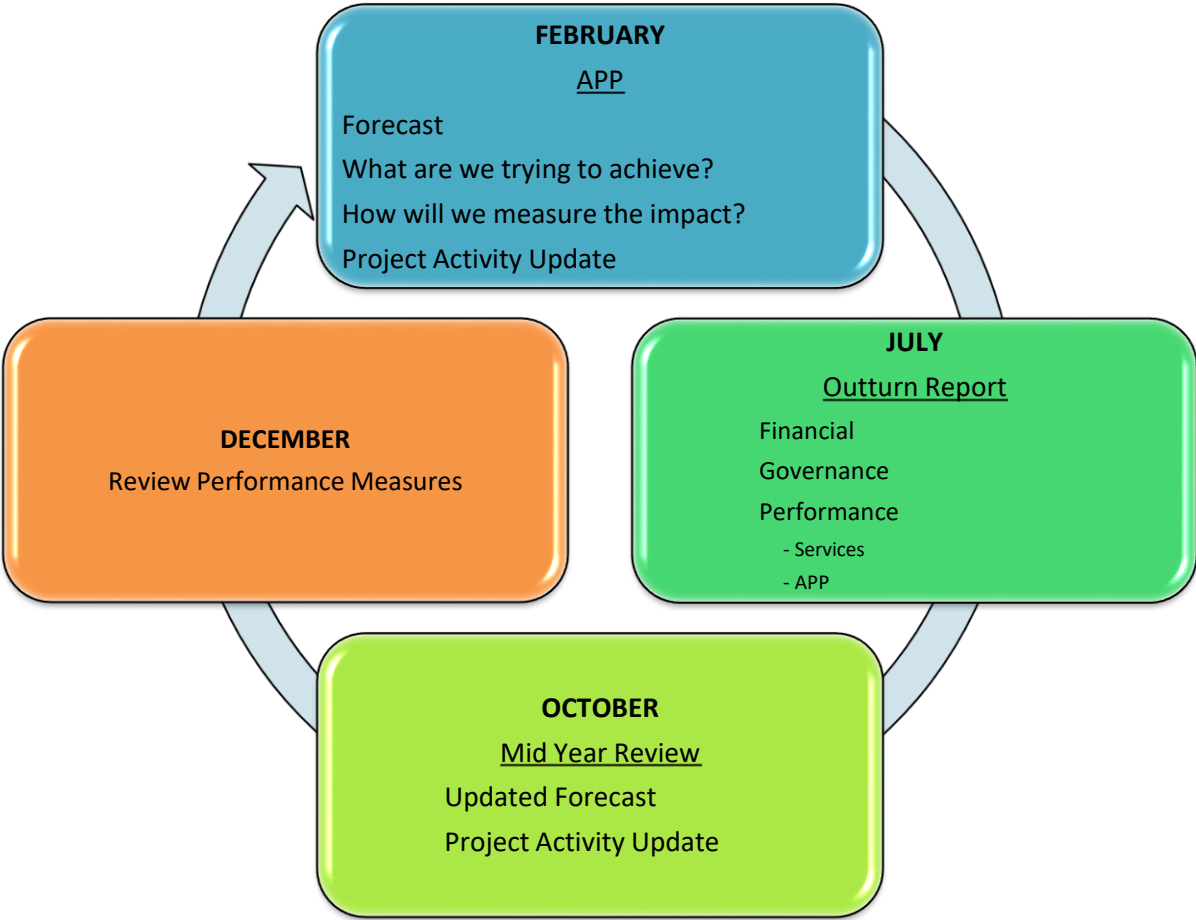 FEBRUARY
APP
Forecast
What are we trying to achieve?
How will we measure the impact?
Project Activity Update
JULY
Outturn Report
Financial
Governance
Performance
- Services
- APP
OCTOBER
Mid Year Review
Updated Forecast
Project Activity Update
DECEMBER
Review Performance Measures